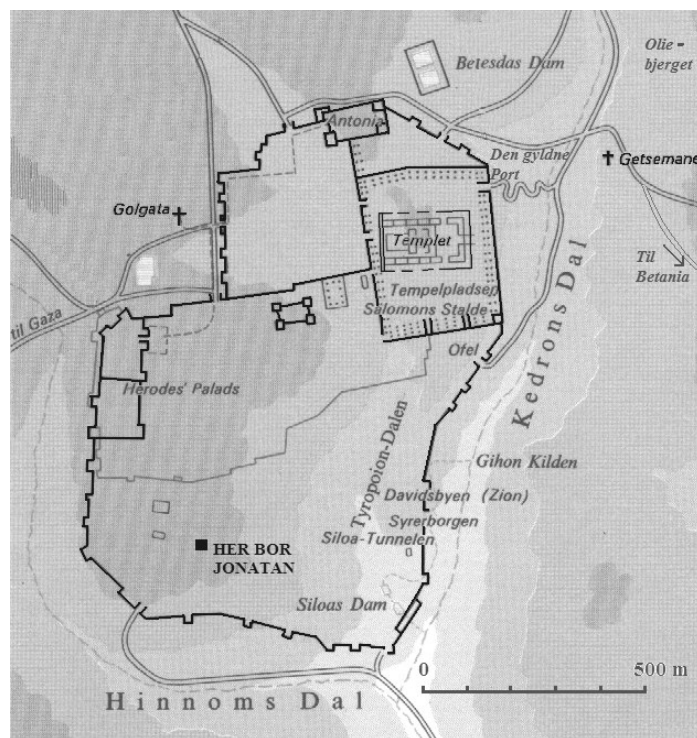 Betesdas Dam
Olie-
bjerget
Antonia
Den gyldne
Port
Getsemane
Golgata
Templet
Til
Betania
Tempelpladsen
Salomons Stalde
til Gaza
Ofel
Kedrons Dal
Herodes' Palads
Tyropoion-Dalen
Gihon Kilden
Davidsbyen (Zion)
Syrerborgen
Siloa-Tunnelen
HER BOR
JONATAN
Siloas Dam
0 500 m
Hinnoms Dal